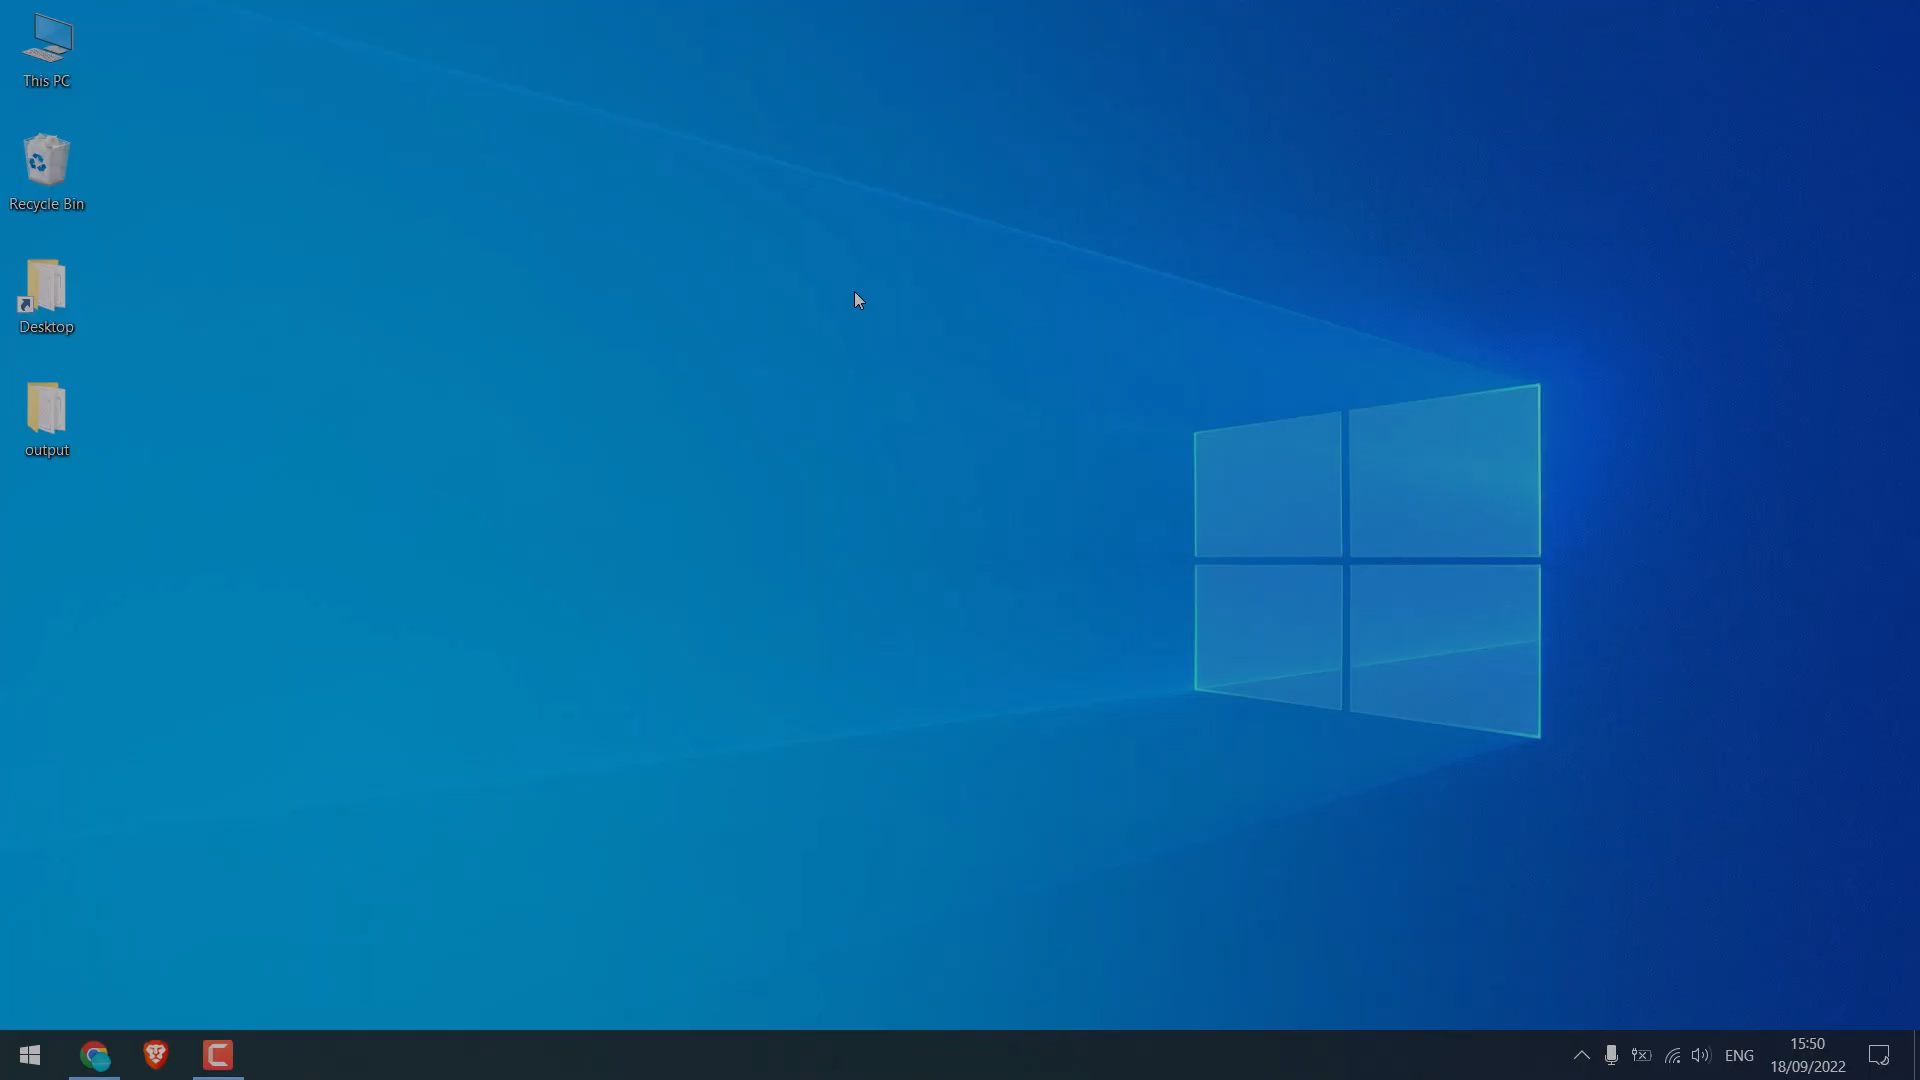 This PC
Recycle Bin
Desktop
output
ENG
15:50
18/09/2022